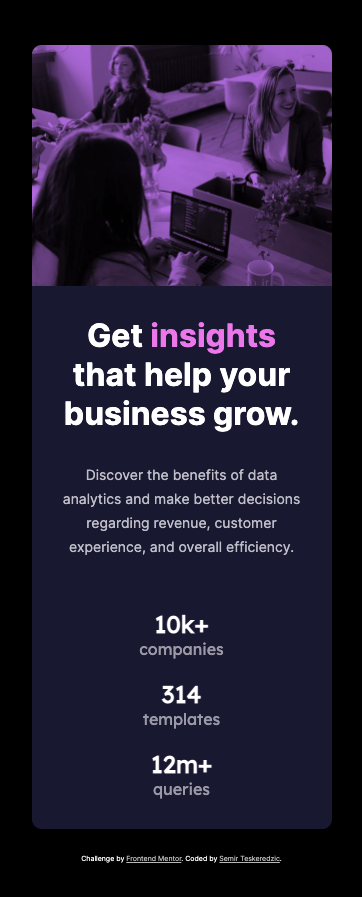 Get insights
that help your
business grow.
Discover the benefits of data
analytics and make better decisions
regarding revenue, customer
experience, and overall efficiency.
10k+
companies
314
templates
12m+
queries
Challenge by Frontend Mentor. Coded by Semir Teskeredzic.